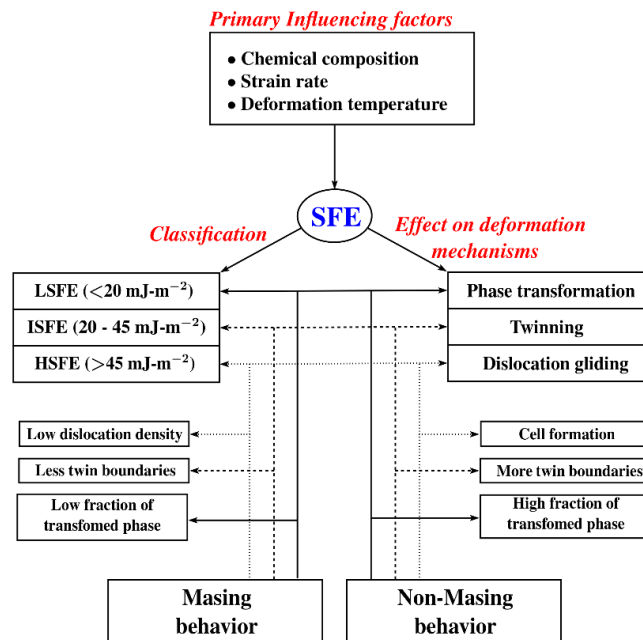 Primary Influencing factors
● Chemical composition
● Strain rate
● Deformation temperature
SFE
Classification
Effect on deformation
mechanisms
LSFE (<20 mJ-m⁻²)
Phase transformation
ISFE (20 - 45 mJ-m⁻²)
Twinning
HSFE (>45 mJ-m⁻²)
Dislocation gliding
Low dislocation density
Cell formation
Less twin boundaries
More twin boundaries
Low fraction of
transfomed phase
High fraction of
transfomed phase
Masing
behavior
Non-Masing
behavior